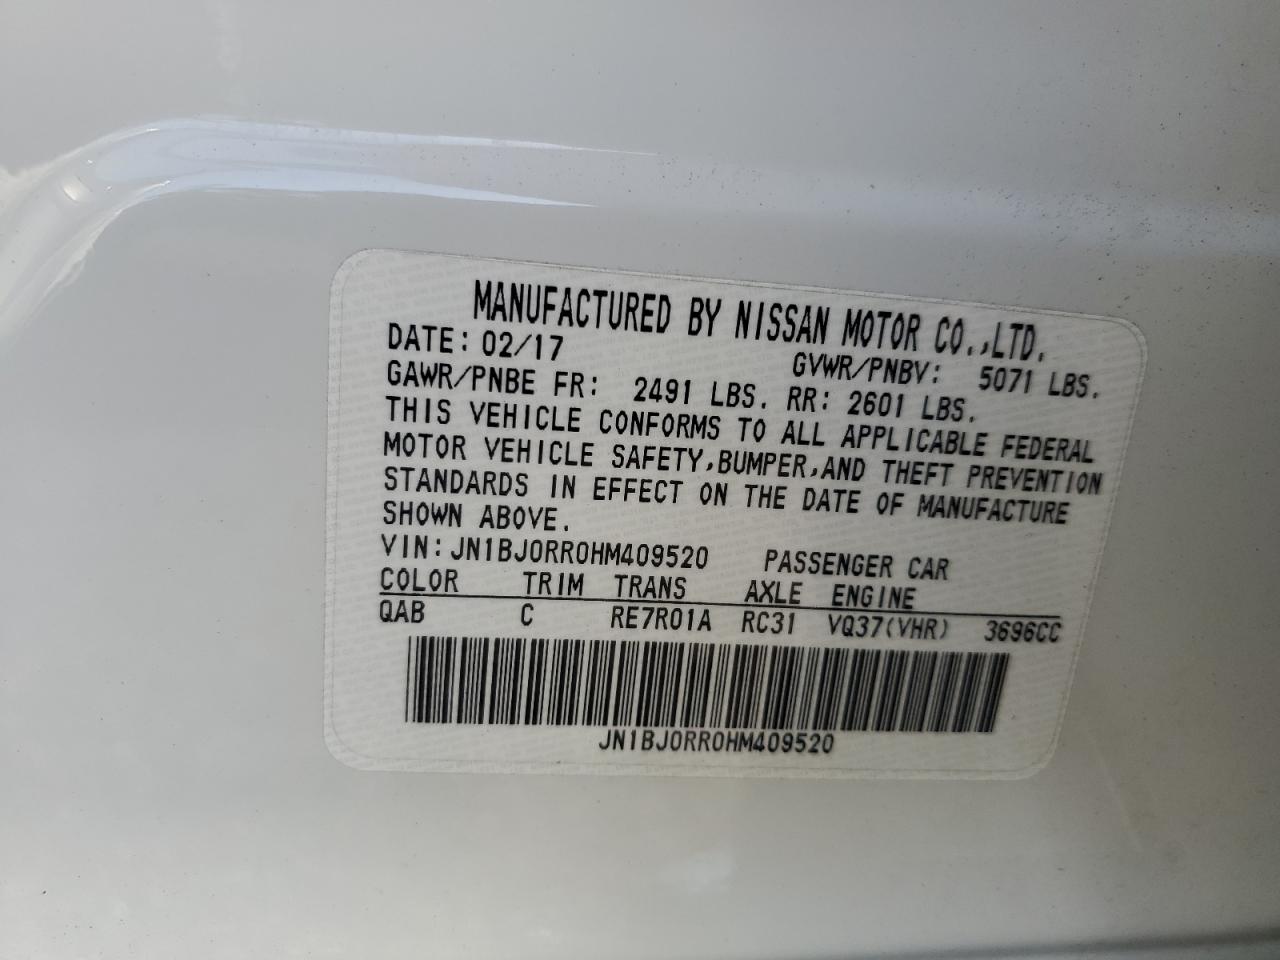 MANUFACTURED BY NISSAN MOTOR CO.,LTD.
DATE: 02/17 GVWR/PNBV: 5071 LBS.
GAWR/PNBE FR: 2491 LBS. RR: 2601 LBS.
THIS VEHICLE CONFORMS TO ALL APPLICABLE FEDERAL
MOTOR VEHICLE SAFETY,BUMPER,AND THEFT PREVENTION
STANDARDS IN EFFECT ON THE DATE OF MANUFACTURE
SHOWN ABOVE.
VIN: JN1BJ0RR0HM409520 PASSENGER CAR
COLOR TRIM TRANS AXLE ENGINE
QAB C RE7R01A RC31 VQ37(VHR) 3696CC
JN1BJ0RR0HM409520